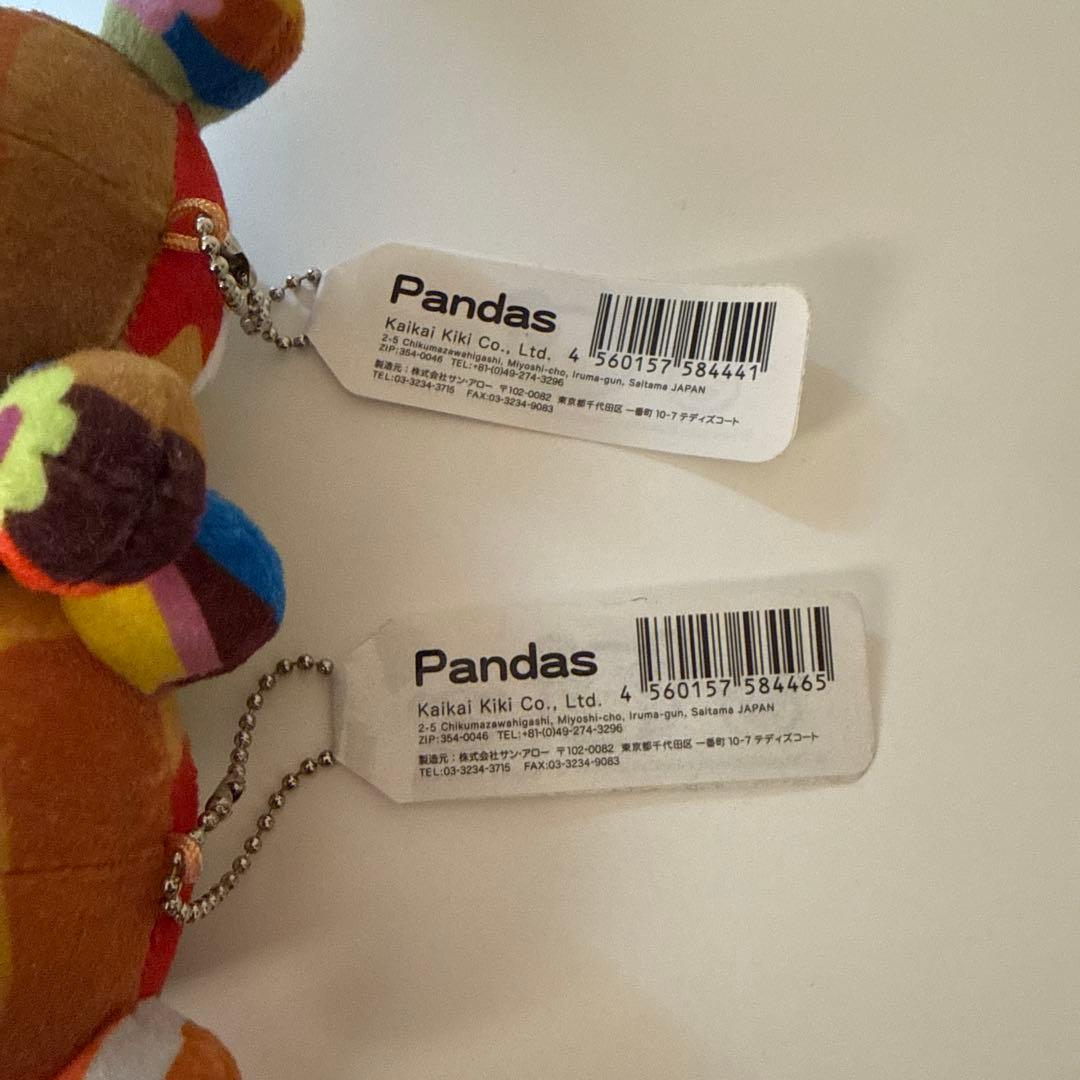 Pandas
Kaikai Kiki Co., Ltd.
2-5 Chikumazawahigashi, Miyoshi-cho, Iruma-gun, Saitama JAPAN
ZIP:354-0046 TEL:+81-(0)49-274-3296
製造元：株式会社サン・アロー 〒102-0082 東京都千代田区 一番町 10-7 テディズコート
TEL:03-3234-3715 FAX:03-3234-9083
4 560157 584441
Pandas
Kaikai Kiki Co., Ltd.
2-5 Chikumazawahigashi, Miyoshi-cho, Iruma-gun, Saitama JAPAN
ZIP:354-0046 TEL:+81-(0)49-274-3296
製造元：株式会社サン・アロー 〒102-0082 東京都千代田区 一番町 10-7 テディズコート
TEL:03-3234-3715 FAX:03-3234-9083
4 560157 584465